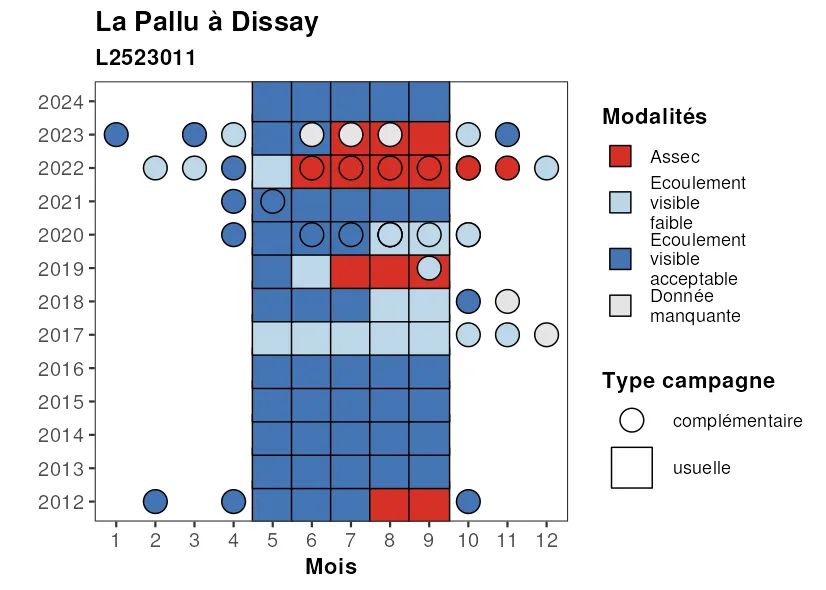 La Pallu à Dissay
L2523011
2024
2023
2022
2021
2020
2019
2018
2017
2016
2015
2014
2013
2012
1 2 3 4 5 6 7 8 9 10 11 12
Mois
Modalités
Assec
Ecoulement
visible
faible
Ecoulement
visible
acceptable
Donnée
manquante
Type campagne
complémentaire
usuelle